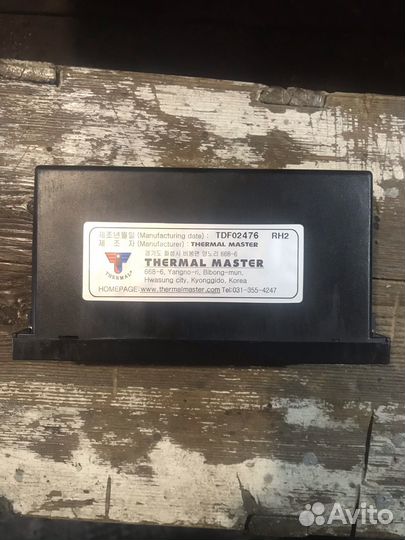 제조년월일 (Manufacturing date) : TDF02476 RH2
제 조 자 (Manufacturer) : THERMAL MASTER
경기도 화성시 비봉면 양노리 668-6
THERMAL MASTER
668-6, Yangno-ri, Bibong-mun,
Hwasung city, Kyonggido, Korea
THERMAL
HOMEPAGE:www.thermalmaster.com Tel:031-355-4247
Avito